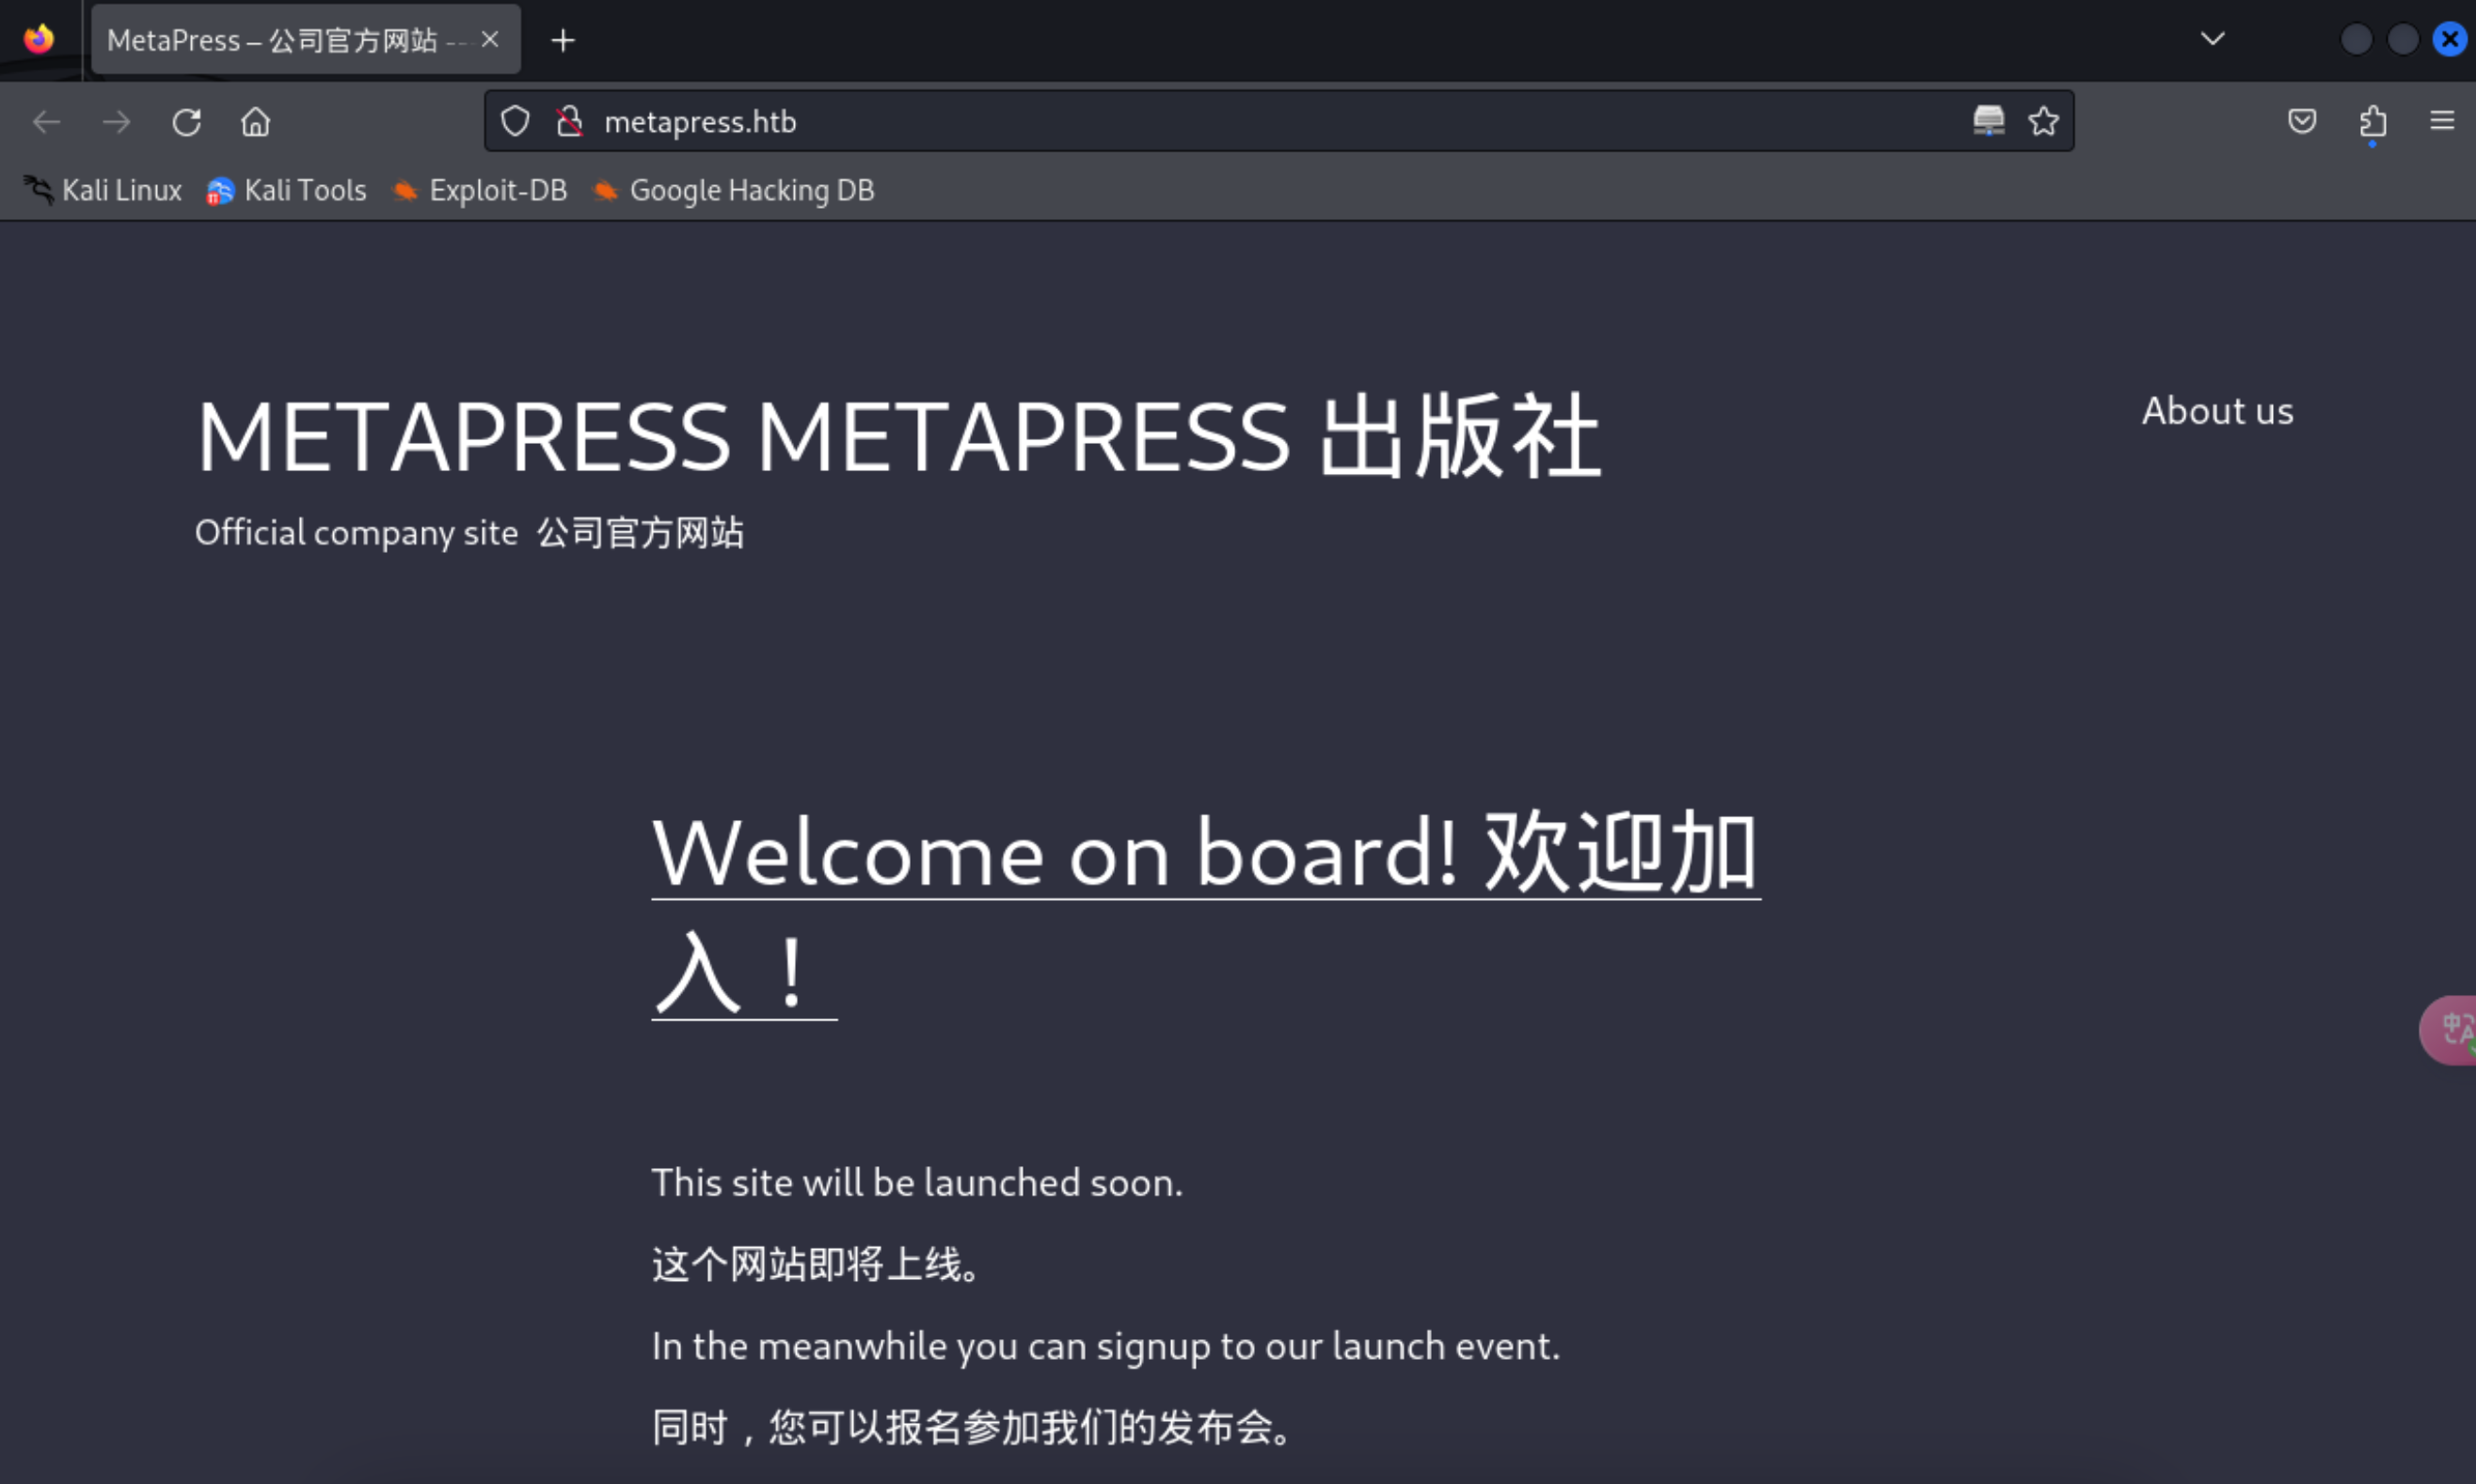 MetaPress – 公司官方网站 --
metapress.htb
Kali Linux Kali Tools Exploit-DB Google Hacking DB
METAPRESS METAPRESS 出版社
About us
Official company site 公司官方网站
Welcome on board! 欢迎加
入！
This site will be launched soon.
这个网站即将上线。
In the meanwhile you can signup to our launch event.
同时，您可以报名参加我们的发布会。